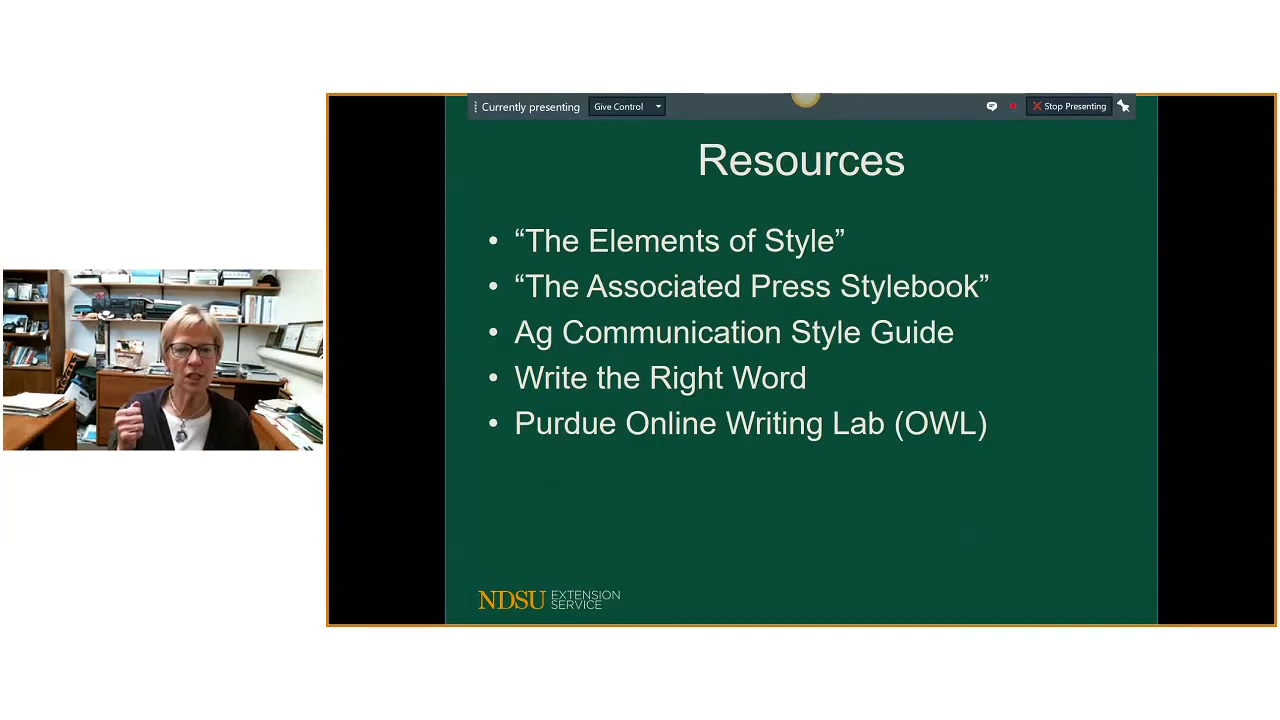 Currently presenting
Give Control
Stop Presenting
Resources
• “The Elements of Style”
• “The Associated Press Stylebook”
• Ag Communication Style Guide
• Write the Right Word
• Purdue Online Writing Lab (OWL)
NDSU EXTENSION
SERVICE